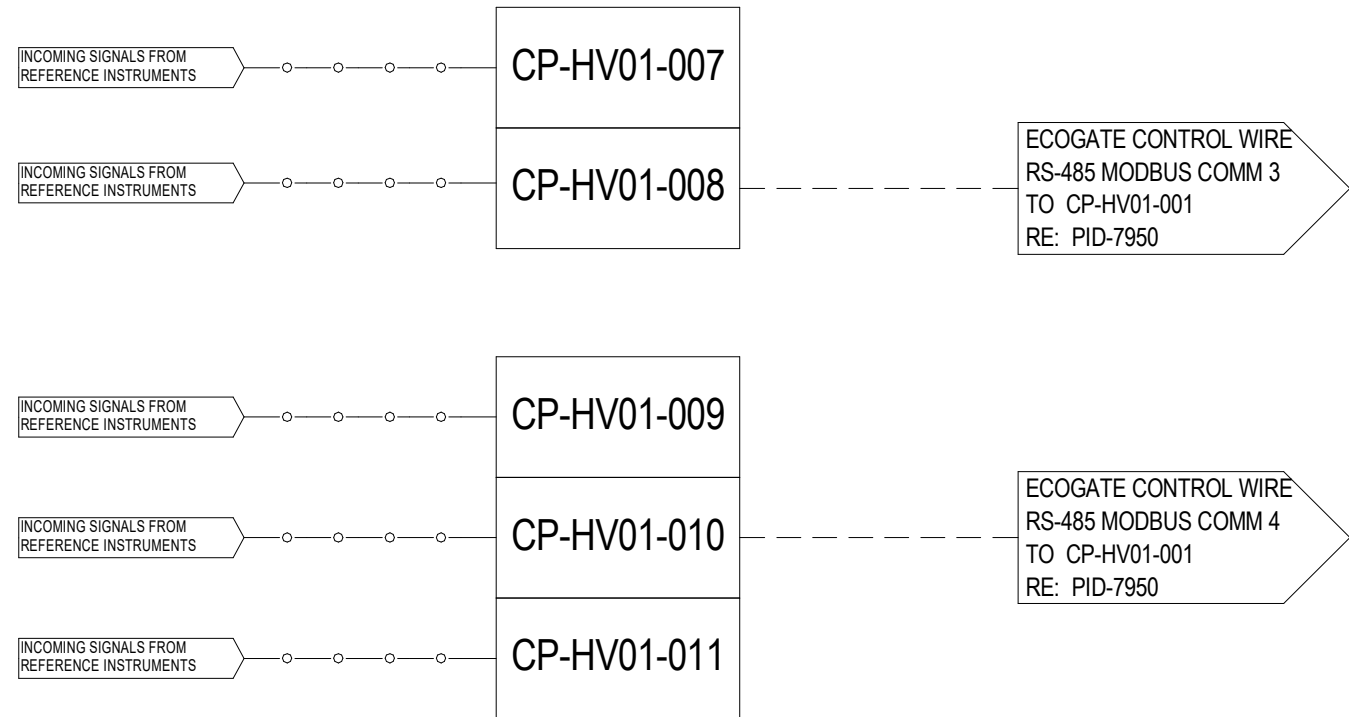 INCOMING SIGNALS FROM
REFERENCE INSTRUMENTS
CP-HV01-007
INCOMING SIGNALS FROM
REFERENCE INSTRUMENTS
CP-HV01-008
ECOGATE CONTROL WIRE
RS-485 MODBUS COMM 3
TO CP-HV01-001
RE: PID-7950
INCOMING SIGNALS FROM
REFERENCE INSTRUMENTS
CP-HV01-009
INCOMING SIGNALS FROM
REFERENCE INSTRUMENTS
CP-HV01-010
ECOGATE CONTROL WIRE
RS-485 MODBUS COMM 4
TO CP-HV01-001
RE: PID-7950
INCOMING SIGNALS FROM
REFERENCE INSTRUMENTS
CP-HV01-011